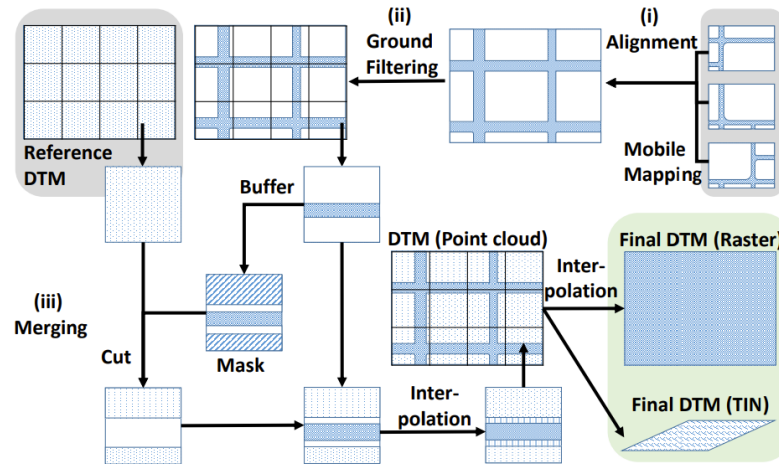 (ii)
Ground
Filtering
(i)
Alignment
Mobile
Mapping
Reference
DTM
Buffer
DTM (Point cloud)
Final DTM (Raster)
Inter-
polation
(iii)
Merging
Cut
Mask
Inter-
polation
Final DTM (TIN)